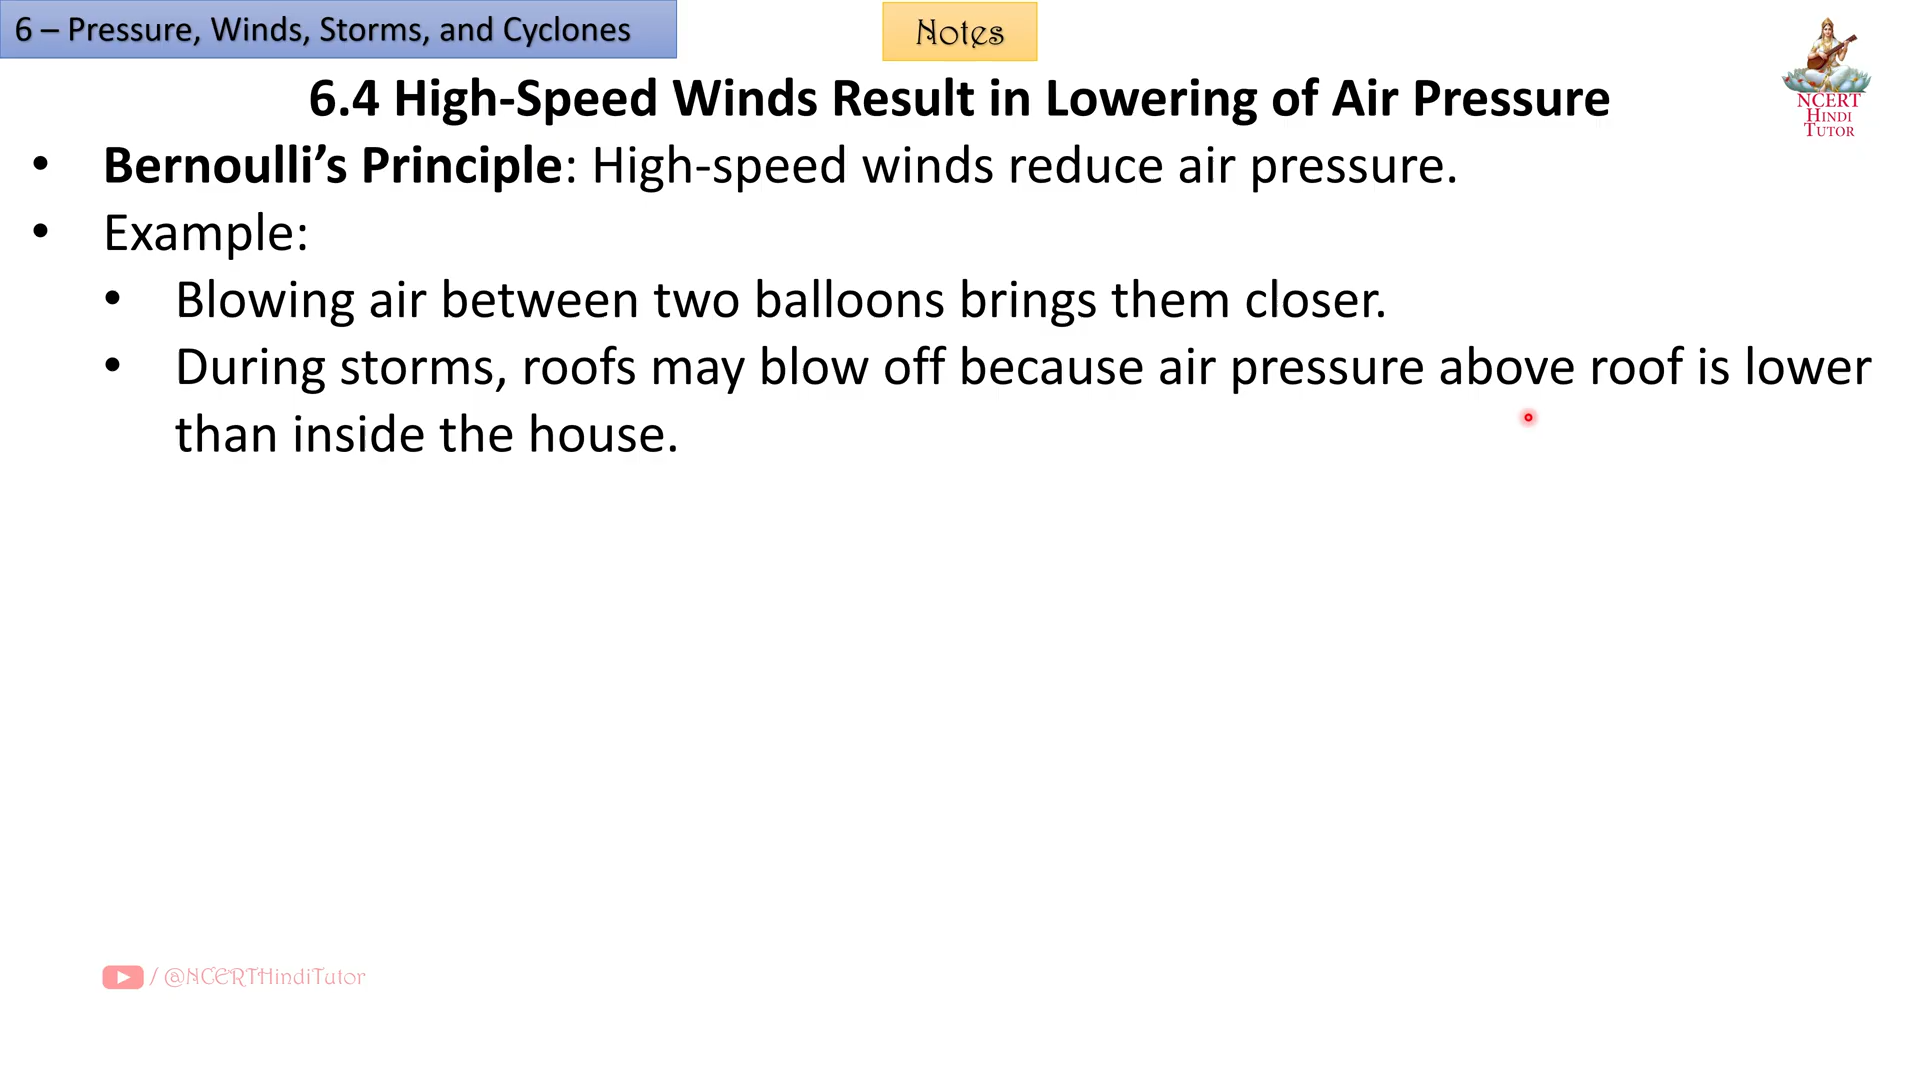 6 – Pressure, Winds, Storms, and Cyclones
Notes
NCERT
HINDI
TUTOR
6.4 High-Speed Winds Result in Lowering of Air Pressure
• Bernoulli’s Principle: High-speed winds reduce air pressure.
• Example:
• Blowing air between two balloons brings them closer.
• During storms, roofs may blow off because air pressure above roof is lower
than inside the house.
/ @NCERTHindiTutor